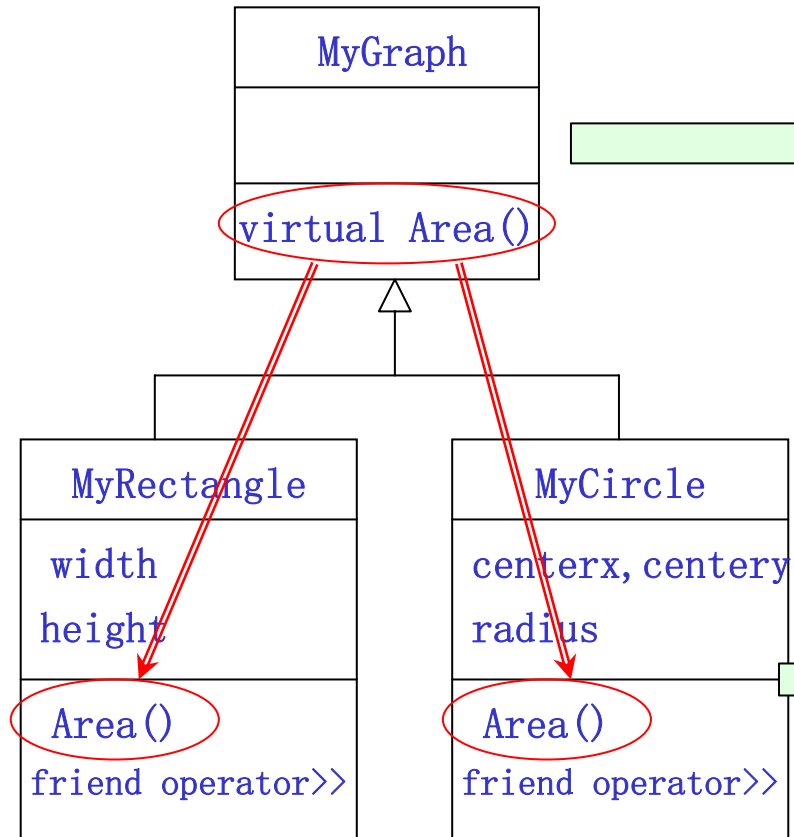 MyGraph
virtual Area()
MyRectangle
width
height
Area()
friend operator>>
MyCircle
centerx,centery
radius
Area()
friend operator>>